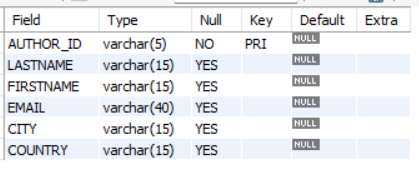 Field Type Null Key Default Extra
AUTHOR_ID varchar(5) NO PRI NULL
LASTNAME varchar(15) YES NULL
FIRSTNAME varchar(15) YES NULL
EMAIL varchar(40) YES NULL
CITY varchar(15) YES NULL
COUNTRY varchar(15) YES NULL